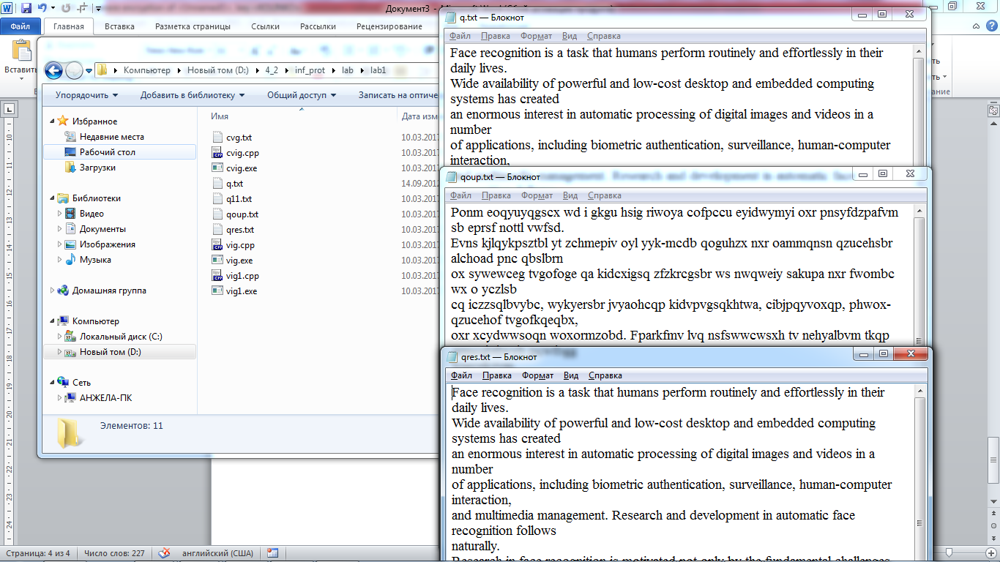 Документ3
Файл
Главная
Вставка
Разметка страницы
Ссылки
Рассылки
Рецензирование
Вставить
Компьютер
Новый том (D:)
4_2
inf_prot
lab
lab1
Упорядочить
Добавить в библиотеку
Общий доступ
Записать на оптиче
Избранное
Недавние места
Рабочий стол
Загрузки
Библиотеки
Видео
Документы
Изображения
Музыка
Домашняя группа
Компьютер
Локальный диск (C:)
Новый том (D:)
Сеть
АНЖЕЛА-ПК
Имя
Дата изме
cvg.txt 10.03.2017
cvig.cpp 10.03.2017
cvig.exe 10.03.2017
q.txt 14.09.201
q11.txt 10.03.2017
qoup.txt 10.03.2017
qres.txt 10.03.2017
vig.cpp 10.03.2017
vig.exe 10.03.2017
vig1.cpp 10.03.2017
vig1.exe 10.03.2017
Элементов: 11
q.txt — Блокнот
Файл Правка Формат Вид Справка
Face recognition is a task that humans perform routinely and effortlessly in their
daily lives.
Wide availability of powerful and low-cost desktop and embedded computing
systems has created
an enormous interest in automatic processing of digital images and videos in a
number
of applications, including biometric authentication, surveillance, human-computer
interaction,
qoup.txt — Блокнот
Файл Правка Формат Вид Справка
Ponm eoqyuyqgscx wd i gkgu hsig riwoya cofpccu eyidwymyi oxr pnsyfdzpafvm
sb eprsf nottl vwfsd.
Evns kjlqykpsztbl yt zchmepiv oyl yyk-mcdb qoguhzx nxr oammqnsn qzucehsbr
alchoad pnc qbslbrn
ox sywewceg tvgofoge qa kidcxigsq zfzkrcgsbr ws nwqweiy sakupa nxr fwombc
wx o yczlsb
cq iczzsqlbvybc, wykyersbr jvyaohcqp kidvpvgsqkhtwa, cibjpqyvoxqp, phwox-
qzucehof tvgofkqeqbx,
oxr xcydwwsoqn woxormzobd. Fparkfmv lvq nsfswwcwsxh tv nehyalbvm tkqp
qres.txt — Блокнот
Файл Правка Формат Вид Справка
Face recognition is a task that humans perform routinely and effortlessly in their
daily lives.
Wide availability of powerful and low-cost desktop and embedded computing
systems has created
an enormous interest in automatic processing of digital images and videos in a
number
of applications, including biometric authentication, surveillance, human-computer
interaction,
and multimedia management. Research and development in automatic face
recognition follows
naturally.
Research in face recognition is motivated not only by the fundamental challenges
Страница: 4 из 4
Число слов: 227
английский (США)